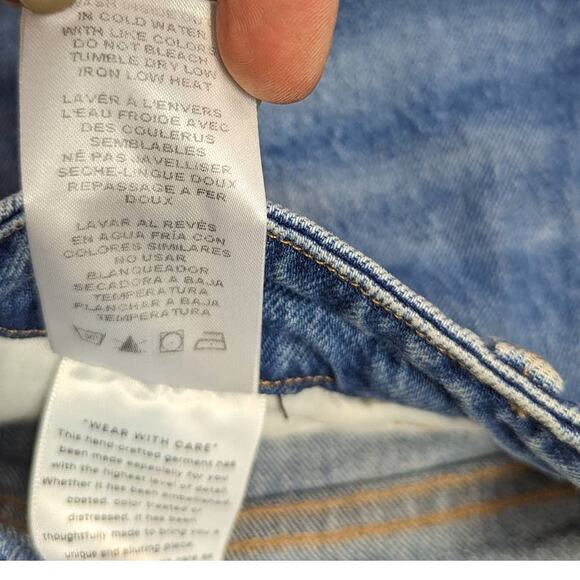 IN COLD WATER
WITH LIKE COLORS
DO NOT BLEACH
TUMBLE DRY LOW
IRON LOW HEAT
LAVER A L'ENVERS
L'EAU FROIDE AVEC
DES COULERUS
SEMBLABLES
NE PAS JAVELLISER
SECHE-LINGUE DOUX
REPASSAGE A FER
DOUX
LAVAR AL REVÉS
EN AGUA FRÍA CON
COLORES SIMILARES
NO USAR
BLANQUEADOR
SECADORA A BAJA
TEMPERATURA
PLANCHAR A BAJA
TEMPERATURA
"WEAR WITH CARE"
This hand-crafted garment has
been made especially for you
with the highest level of detail.
Whether it has been embellished,
coated, color treated or
distressed, it has been
thoughtfully made to bring you a
unique and alluring piece